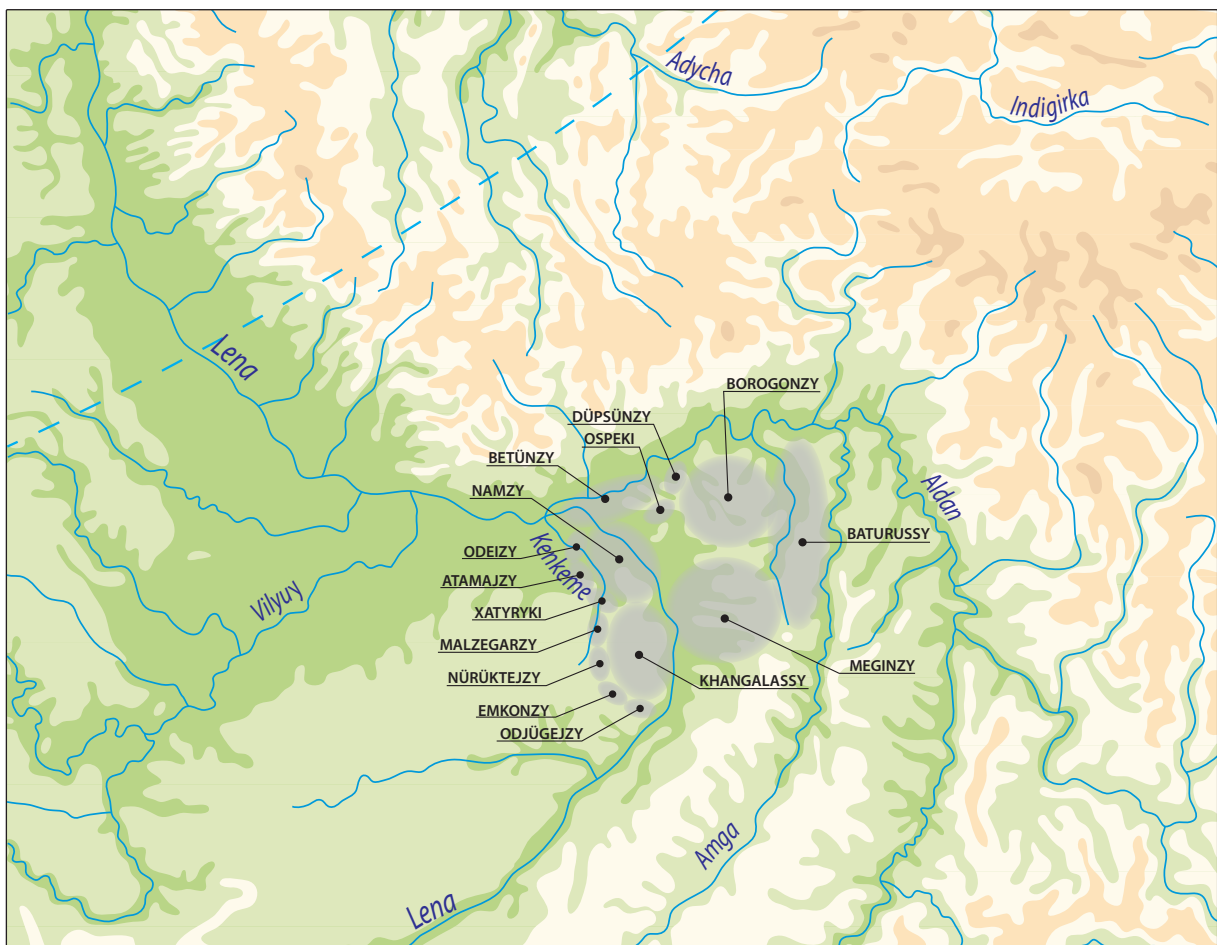 Adycha
Indigirka
Lena
BOROGONZY
DÜPSÜNZY
OSPEKI
BETÜNZY
NAMZY
Aldan
BATURUSSY
ODEIZY
Kenkeme
ATAMAJZY
Vilyuy
XATYRYKI
MALZEGARZY
MEGINZY
NÜRÜKTEJZY
KHANGALASSY
EMKONZY
ODJÜGEJZY
Amga
Lena